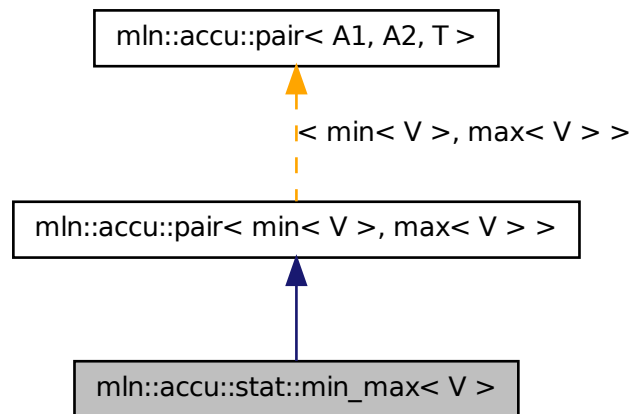 mln::accu::pair< A1, A2, T >
< min< V >, max< V > >
mln::accu::pair< min< V >, max< V > >
mln::accu::stat::min_max< V >